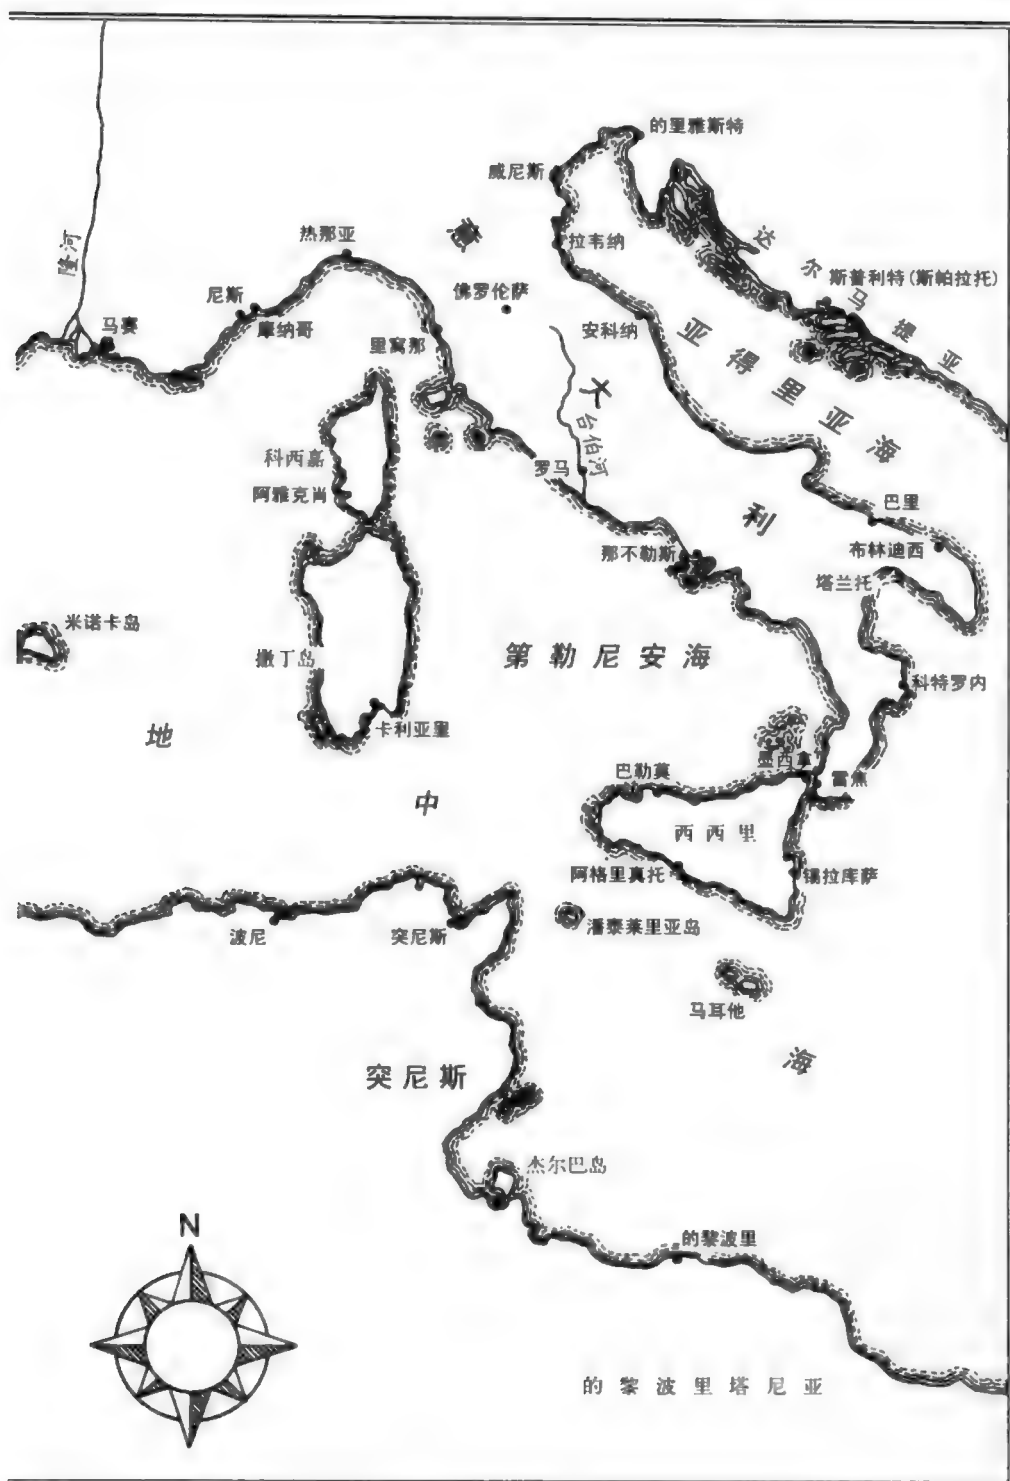 的里雅斯特
威尼斯
达尔马提亚
隆河
热那亚
意大利
拉韦纳
斯普利特(斯帕拉托)
尼斯
佛罗伦萨
马赛
摩纳哥
里窝那
安科纳
亚得里亚海
台伯河
科西嘉
罗马
阿雅克肖
巴里
那不勒斯
布林迪西
塔兰托
米诺卡岛
撒丁岛
第勒尼安海
科特罗内
卡利亚里
地中海
墨西拿
巴勒莫
雷焦
西西里
阿格里真托
锡拉库萨
波尼
突尼斯
潘泰莱里亚岛
马耳他
突尼斯
杰尔巴岛
N
的黎波里
的黎波里塔尼亚